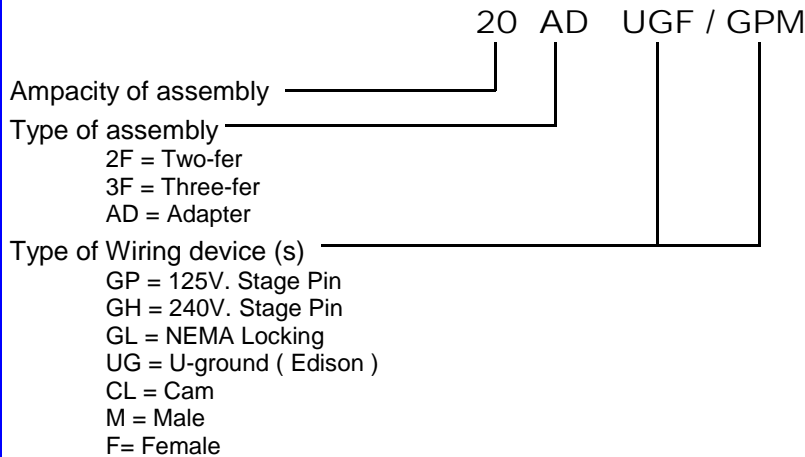 20 AD UGF / GPM
Ampacity of assembly
Type of assembly
2F = Two-fer
3F = Three-fer
AD = Adapter
Type of Wiring device (s)
GP = 125V. Stage Pin
GH = 240V. Stage Pin
GL = NEMA Locking
UG = U-ground ( Edison )
CL = Cam
M = Male
F= Female